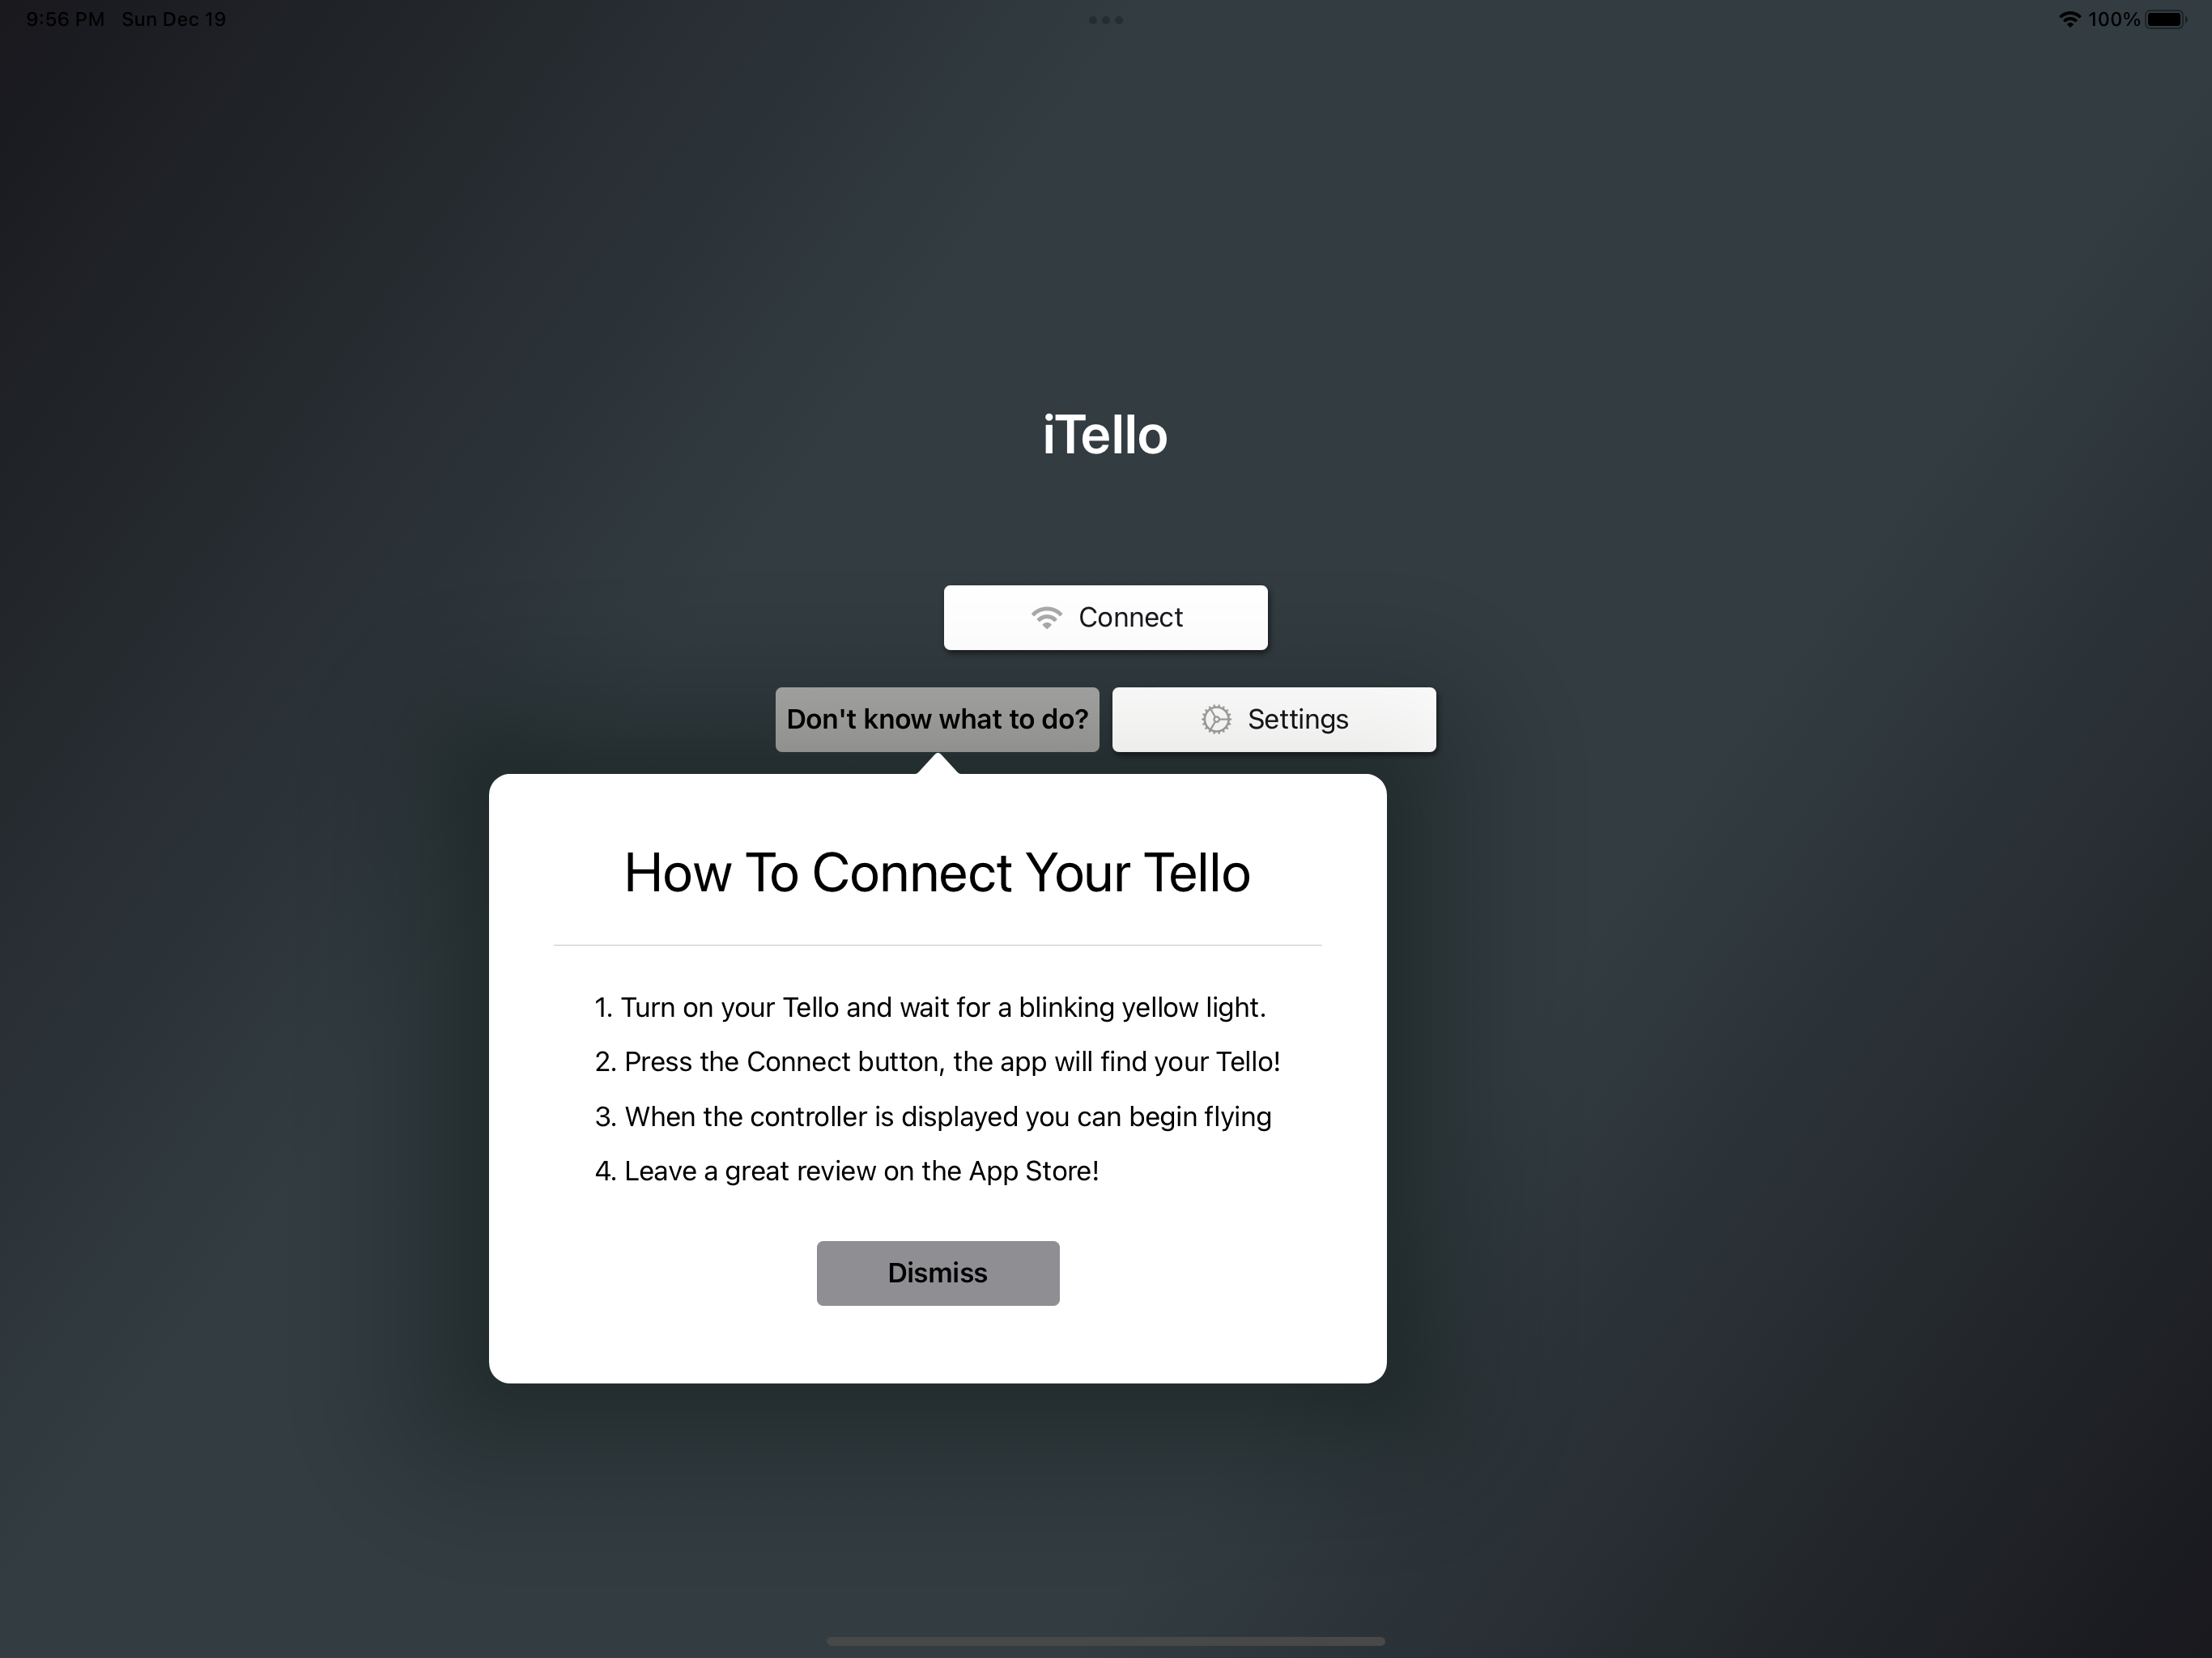 9:56 PM Sun Dec 19
100%
iTello
Connect
Don't know what to do?
Settings
How To Connect Your Tello
1. Turn on your Tello and wait for a blinking yellow light.
2. Press the Connect button, the app will find your Tello!
3. When the controller is displayed you can begin flying
4. Leave a great review on the App Store!
Dismiss